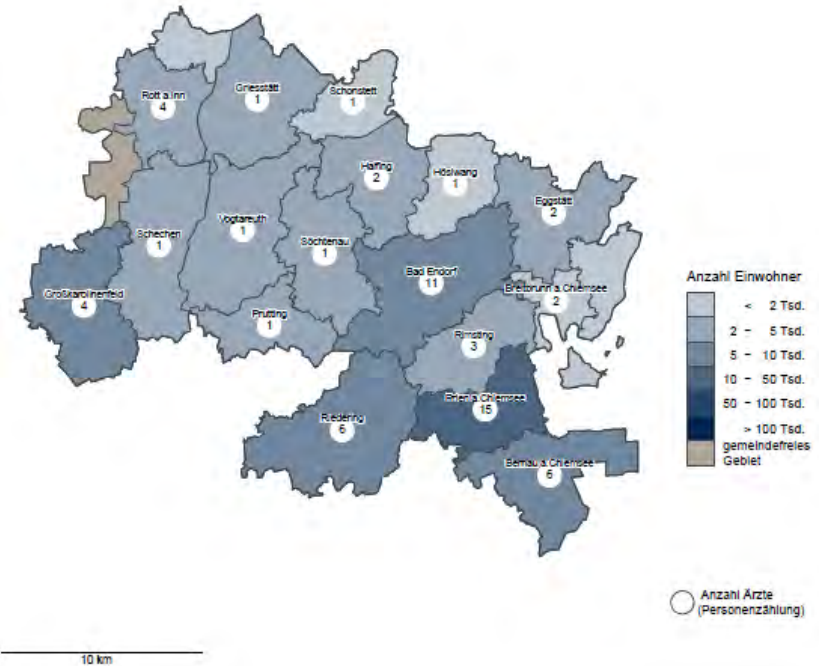 Rott a.Inn
4
Griesstätt
1
Schonstett
1
Halfing
2
Höslwang
1
Eggstätt
2
Schechen
1
Vogtareuth
1
Söchtenau
1
Bad Endorf
11
Breitbrunn a.Chiemsee
2
Großkarolinenfeld
4
Prutting
1
Rimsting
3
Prien a.Chiemsee
15
Riedering
6
Bernau a.Chiemsee
6
Anzahl Einwohner
< 2 Tsd.
2 - 5 Tsd.
5 - 10 Tsd.
10 - 50 Tsd.
50 - 100 Tsd.
> 100 Tsd.
gemeindefreies
Gebiet
Anzahl Ärzte
(Personenzählung)
10 km